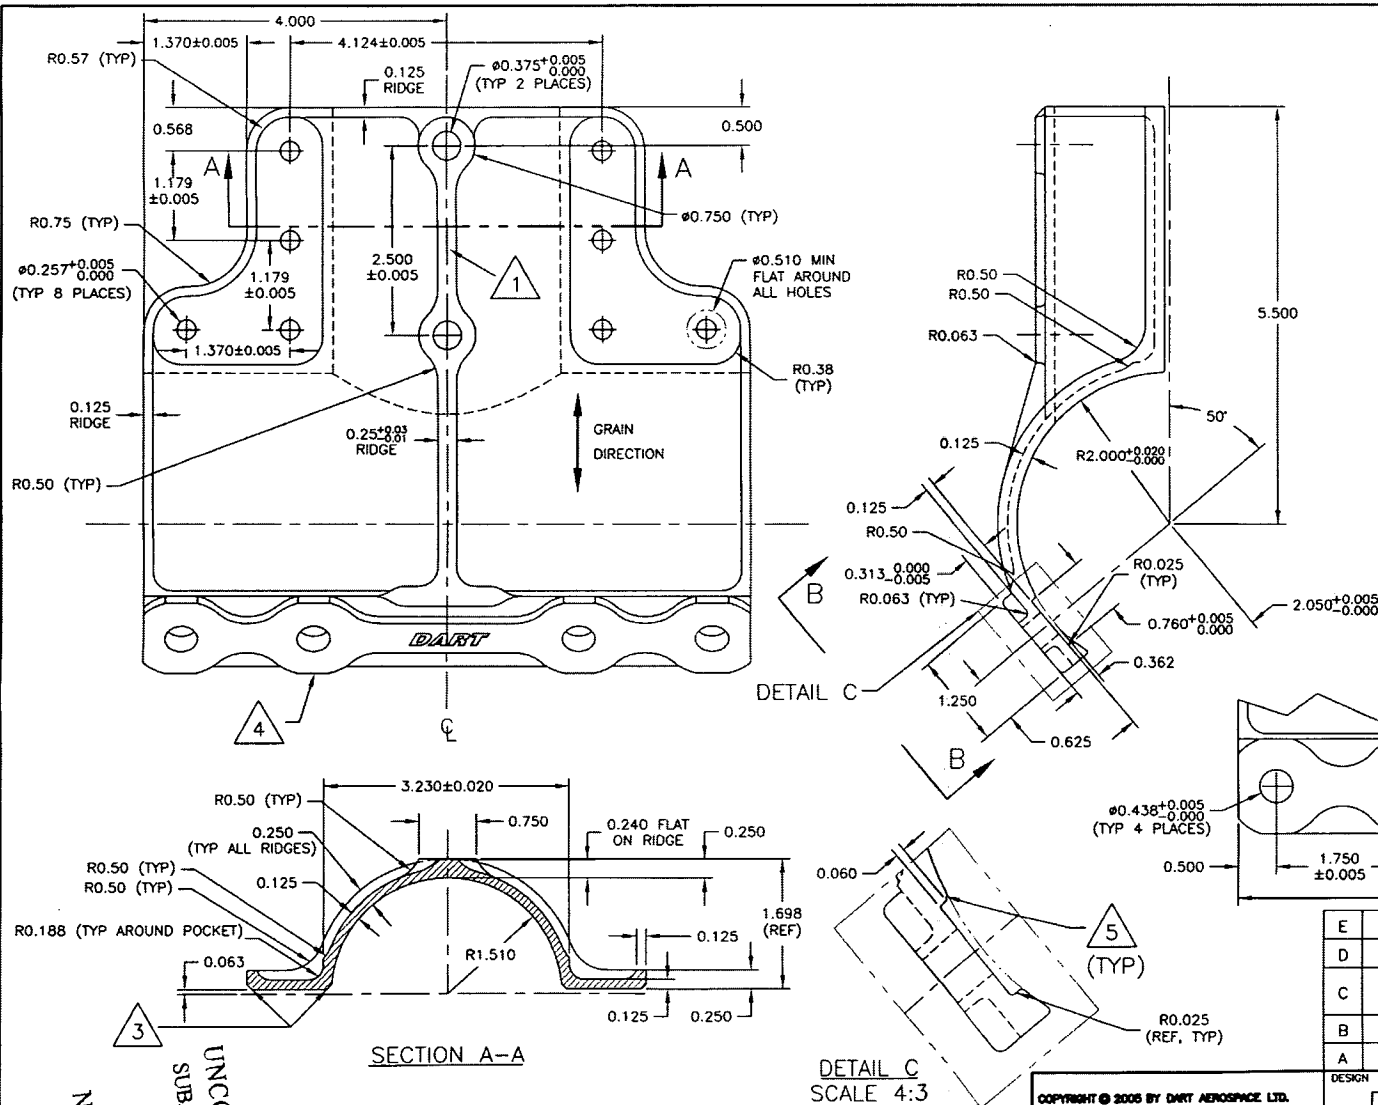 4.000
1.370±0.005
4.124±0.005
R0.57 (TYP)
0.125
RIDGE
ø0.375+0.005
0.000
(TYP 2 PLACES)
0.568
0.500
A
A
1.179
±0.005
R0.75 (TYP)
ø0.750 (TYP)
ø0.257+0.005
0.000
(TYP 8 PLACES)
1.179
±0.005
2.500
±0.005
1
ø0.510 MIN
FLAT AROUND
ALL HOLES
1.370±0.005
R0.38
(TYP)
0.125
RIDGE
0.25+0.03
-0.01
RIDGE
GRAIN
DIRECTION
R0.50 (TYP)
DART
4
℄
R0.50
R0.50
R0.063
5.500
50°
0.125
R2.000+0.020
-0.000
0.125
R0.50
0.313 0.000
-0.005
R0.063 (TYP)
B
R0.025
(TYP)
2.050+0.005
-0.000
0.760+0.005
0.000
0.362
DETAIL C
1.250
0.625
B
ø0.438+0.005
-0.000
(TYP 4 PLACES)
0.500
1.750
±0.005
3.230±0.020
R0.50 (TYP)
0.750
0.240 FLAT
ON RIDGE
0.250
0.250
(TYP ALL RIDGES)
R0.50 (TYP)
R0.50 (TYP)
0.125
R0.188 (TYP AROUND POCKET)
0.063
R1.510
1.698
(REF)
0.125
0.125
0.250
3
SECTION A-A
0.060
5
(TYP)
R0.025
(REF, TYP)
DETAIL C
SCALE 4:3
E
D
C
B
A
DESIGN
COPYRIGHT © 2005 BY DART AEROSPACE LTD.
UNCO
SUB
N